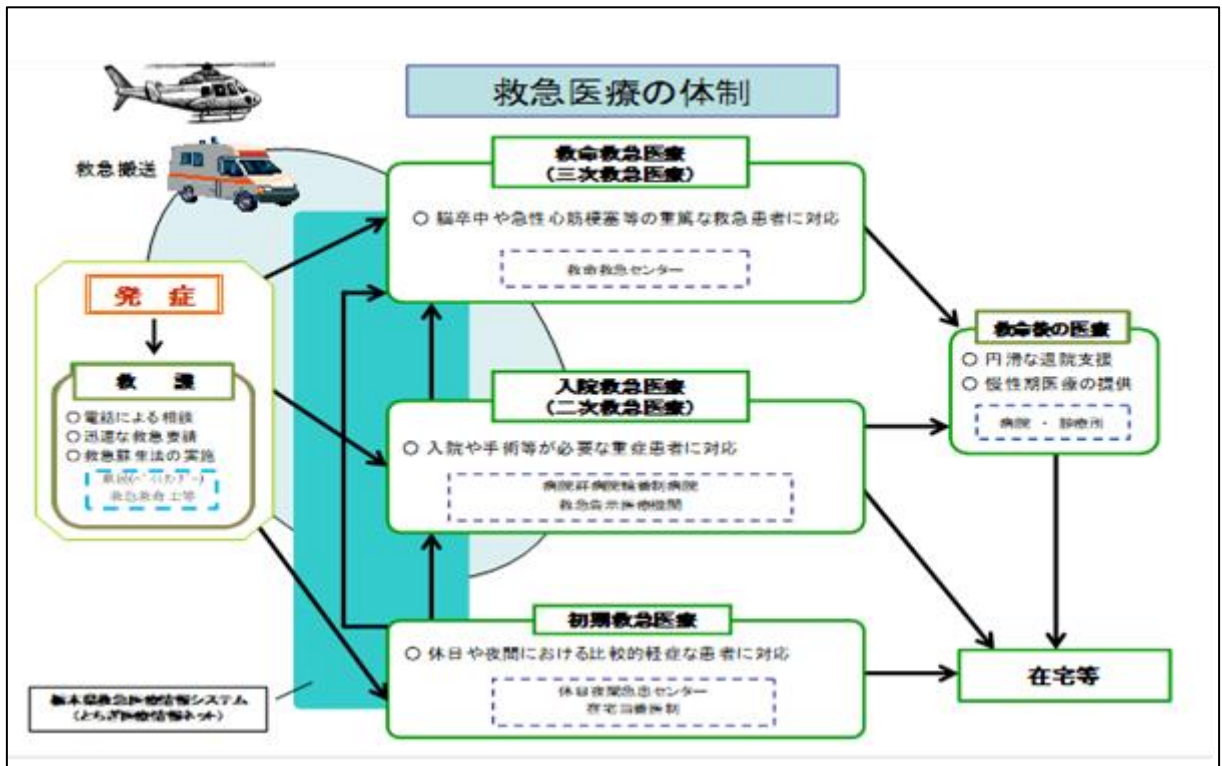 救急医療の体制
救急搬送
救命救急医療
(三次救急医療)
○ 脳卒中や急性心筋梗塞等の重篤な救急患者に対応
救命救急センター
発 症
救 護
○ 電話による相談
○ 迅速な救急要請
○ 救急蘇生法の実施
救急救命士等
入院救急医療
(二次救急医療)
○ 入院や手術等が必要な重症患者に対応
病院群病院輪番制病院
救急告示医療機関
救命後の医療
○ 円滑な退院支援
○ 慢性期医療の提供
病院 ・ 診療所
初期救急医療
○ 休日や夜間における比較的軽症な患者に対応
休日夜間急患センター
在宅当番医制
在宅等
栃木県救急医療情報システム
(とちぎ医療情報ネット)